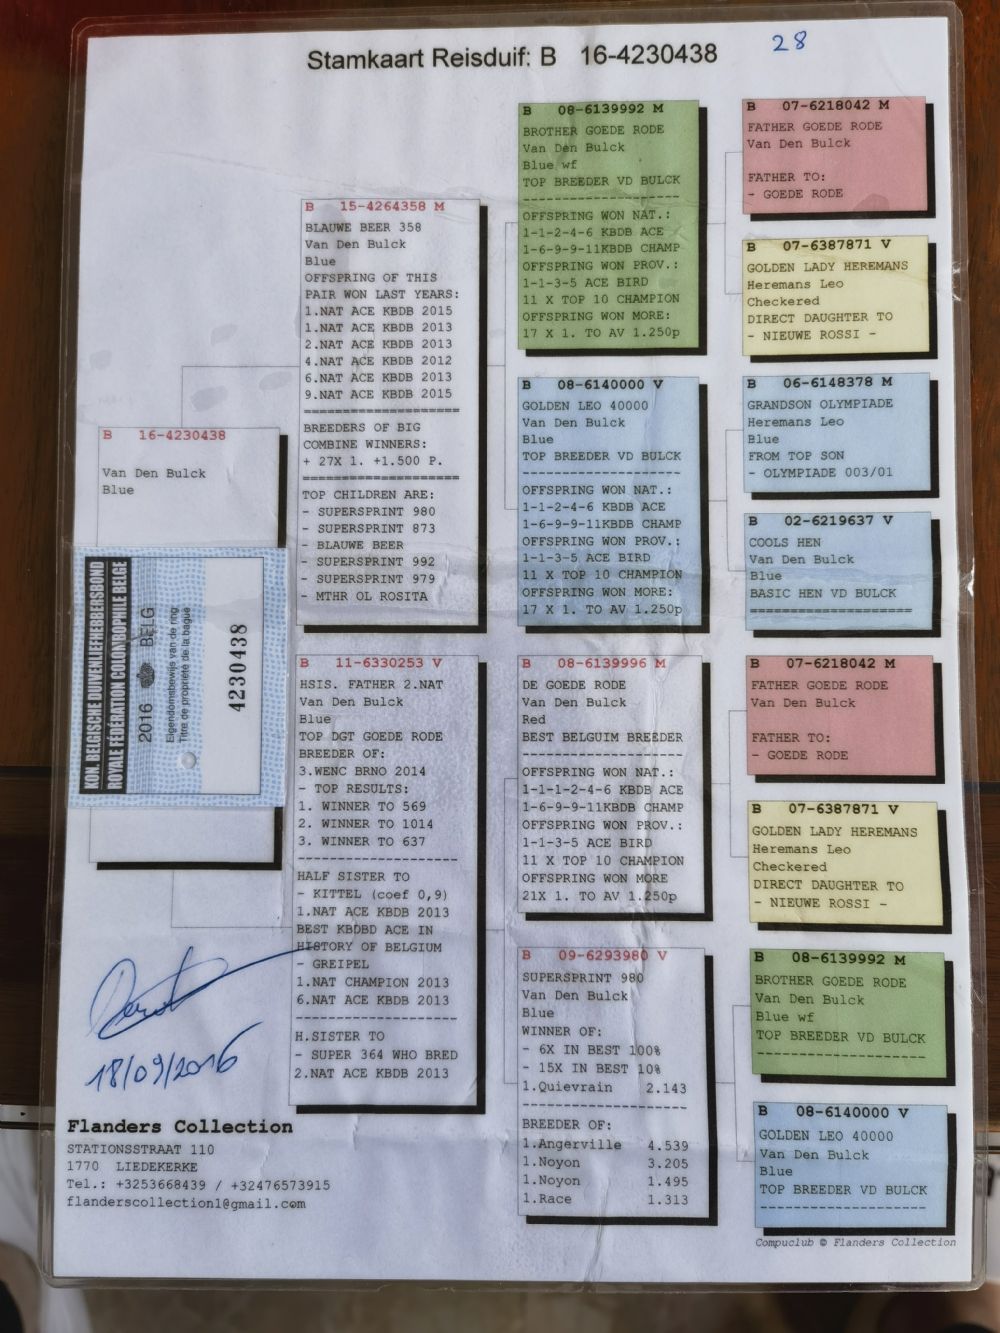 Stamkaart Reisduif: B 16-4230438
28
B 16-4230438
Van Den Bulck
Blue
KON. BELGISCHE DUIVENLIEFHEBBERSBOND
ROYALE FÉDÉRATION COLOMBOPHILE BELGE
2016 BELG
Eigendomsbewijs van de ring
Titre de propriété de la bague
4230438
B 15-4264358 M
BLAUWE BEER 358
Van Den Bulck
Blue
OFFSPRING OF THIS
PAIR WON LAST YEARS:
1.NAT ACE KBDB 2015
1.NAT ACE KBDB 2013
2.NAT ACE KBDB 2013
4.NAT ACE KBDB 2012
6.NAT ACE KBDB 2013
9.NAT ACE KBDB 2015
===================
BREEDERS OF BIG
COMBINE WINNERS:
+ 27X 1. +1.500 P.
===================
TOP CHILDREN ARE:
- SUPERSPRINT 980
- SUPERSPRINT 873
- BLAUWE BEER
- SUPERSPRINT 992
- SUPERSPRINT 979
- MTHR OL ROSITA
B 11-6330253 V
HSIS. FATHER 2.NAT
Van Den Bulck
Blue
TOP DGT GOEDE RODE
BREEDER OF:
3.WENC BRNO 2014
- TOP RESULTS:
1. WINNER TO 569
2. WINNER TO 1014
3. WINNER TO 637
-------------------
HALF SISTER TO
- KITTEL (coef 0,9)
1.NAT ACE KBDB 2013
BEST KBDBD ACE IN
HISTORY OF BELGIUM
- GREIPEL
1.NAT CHAMPION 2013
6.NAT ACE KBDB 2013
-------------------
H.SISTER TO
- SUPER 364 WHO BRED
2.NAT ACE KBDB 2013
B 08-6139992 M
BROTHER GOEDE RODE
Van Den Bulck
Blue wf
TOP BREEDER VD BULCK
-------------------
OFFSPRING WON NAT.:
1-1-2-4-6 KBDB ACE
1-6-9-9-11KBDB CHAMP
OFFSPRING WON PROV.:
1-1-3-5 ACE BIRD
11 X TOP 10 CHAMPION
OFFSPRING WON MORE:
17 X 1. TO AV 1.250p
B 08-6140000 V
GOLDEN LEO 40000
Van Den Bulck
Blue
TOP BREEDER VD BULCK
-------------------
OFFSPRING WON NAT.:
1-1-2-4-6 KBDB ACE
1-6-9-9-11KBDB CHAMP
OFFSPRING WON PROV.:
1-1-3-5 ACE BIRD
11 X TOP 10 CHAMPION
OFFSPRING WON MORE:
17 X 1. TO AV 1.250p
B 08-6139996 M
DE GOEDE RODE
Van Den Bulck
Red
BEST BELGUIM BREEDER
-------------------
OFFSPRING WON NAT.:
1-1-1-2-4-6 KBDB ACE
1-6-9-9-11KBDB CHAMP
OFFSPRING WON PROV.:
1-1-3-5 ACE BIRD
11 X TOP 10 CHAMPION
OFFSPRING WON MORE
21X 1. TO AV 1.250p
B 09-6293980 V
SUPERSPRINT 980
Van Den Bulck
Blue
WINNER OF:
- 6X IN BEST 100%
- 15X IN BEST 10%
1.Quievrain 2.143
-------------------
BREEDER OF:
1.Angerville 4.539
1.Noyon 3.205
1.Noyon 1.495
1.Race 1.313
B 07-6218042 M
FATHER GOEDE RODE
Van Den Bulck
FATHER TO:
- GOEDE RODE
B 07-6387871 V
GOLDEN LADY HEREMANS
Heremans Leo
Checkered
DIRECT DAUGHTER TO
- NIEUWE ROSSI -
B 06-6148378 M
GRANDSON OLYMPIADE
Heremans Leo
Blue
FROM TOP SON
- OLYMPIADE 003/01
B 02-6219637 V
COOLS HEN
Van Den Bulck
Blue
BASIC HEN VD BULCK
===================
B 07-6218042 M
FATHER GOEDE RODE
Van Den Bulck
FATHER TO:
- GOEDE RODE
B 07-6387871 V
GOLDEN LADY HEREMANS
Heremans Leo
Checkered
DIRECT DAUGHTER TO
- NIEUWE ROSSI -
B 08-6139992 M
BROTHER GOEDE RODE
Van Den Bulck
Blue wf
TOP BREEDER VD BULCK
-------------------
B 08-6140000 V
GOLDEN LEO 40000
Van Den Bulck
Blue
TOP BREEDER VD BULCK
-------------------
18/09/2016
Flanders Collection
STATIONSSTRAAT 110
1770 LIEDEKERKE
Tel.: +3253668439 / +32476573915
flanderscollection1@gmail.com
Compuclub © Flanders Collection